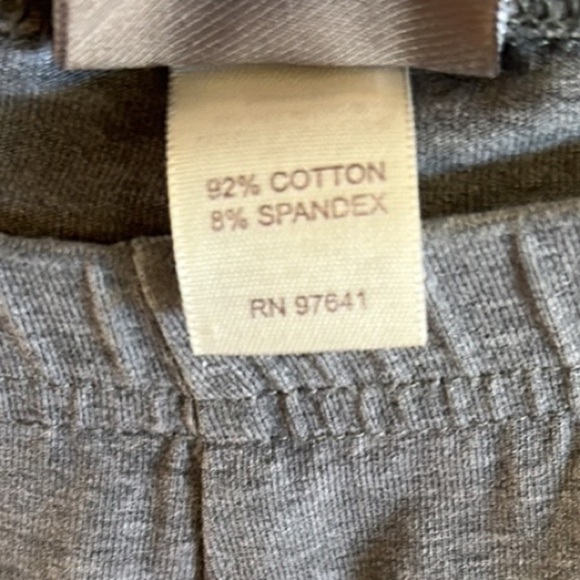 92% COTTON
8% SPANDEX
RN 97641